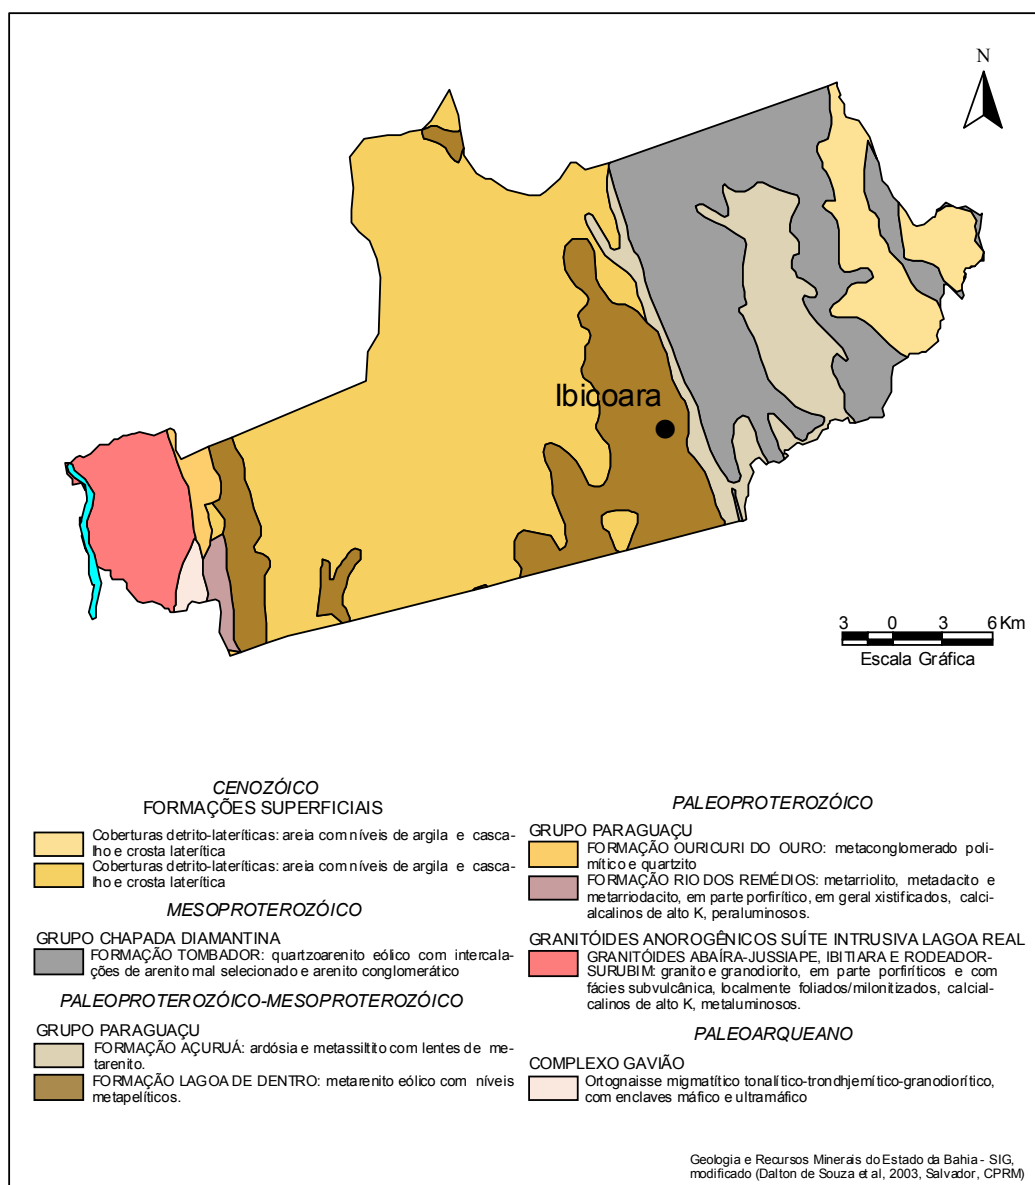 N
Ibicoara
3 0 3 6 Km
Escala Gráfica
CENOZÓICO
FORMAÇÕES SUPERFICIAIS
Coberturas detrito-lateríticas: areia com níveis de argila e casca-
lho e crosta laterítica
Coberturas detrito-lateríticas: areia com níveis de argila e casca-
lho e crosta laterítica
MESOPROTEROZÓICO
GRUPO CHAPADA DIAMANTINA
FORMAÇÃO TOMBADOR: quartzoarenito eólico com intercala-
ções de arenito mal selecionado e arenito conglomerático
PALEOPROTEROZÓICO-MESOPROTEROZÓICO
GRUPO PARAGUAÇU
FORMAÇÃO AÇURUÁ: ardósia e metassiltito com lentes de me-
tarenito.
FORMAÇÃO LAGOA DE DENTRO: metarenito eólico com níveis
metapelíticos.
PALEOPROTEROZÓICO
GRUPO PARAGUAÇU
FORMAÇÃO OURICURI DO OURO: metaconglomerado poli-
mítico e quartzito
FORMAÇÃO RIO DOS REMÉDIOS: metarriolito, metadacito e
metarriodacito, em parte porfirítico, em geral xistificados, calci-
alcalinos de alto K, peraluminosos.
GRANITÓIDES ANOROGÊNICOS SUÍTE INTRUSIVA LAGOA REAL
GRANITÓIDES ABAÍRA-JUSSIAPE, IBITIARA E RODEADOR-
SURUBIM: granito e granodiorito, em parte porfiríticos e com
fácies subvulcânica, localmente foliados/milonitizados, calcial-
calinos de alto K, metaluminosos.
PALEOARQUEANO
COMPLEXO GAVIÃO
Ortognaisse migmatítico tonalítico-trondhjemítico-granodiorítico,
com enclaves máfico e ultramáfico
Geologia e Recursos Minerais do Estado da Bahia - SIG,
modificado (Dalton de Souza et al, 2003, Salvador, CPRM)